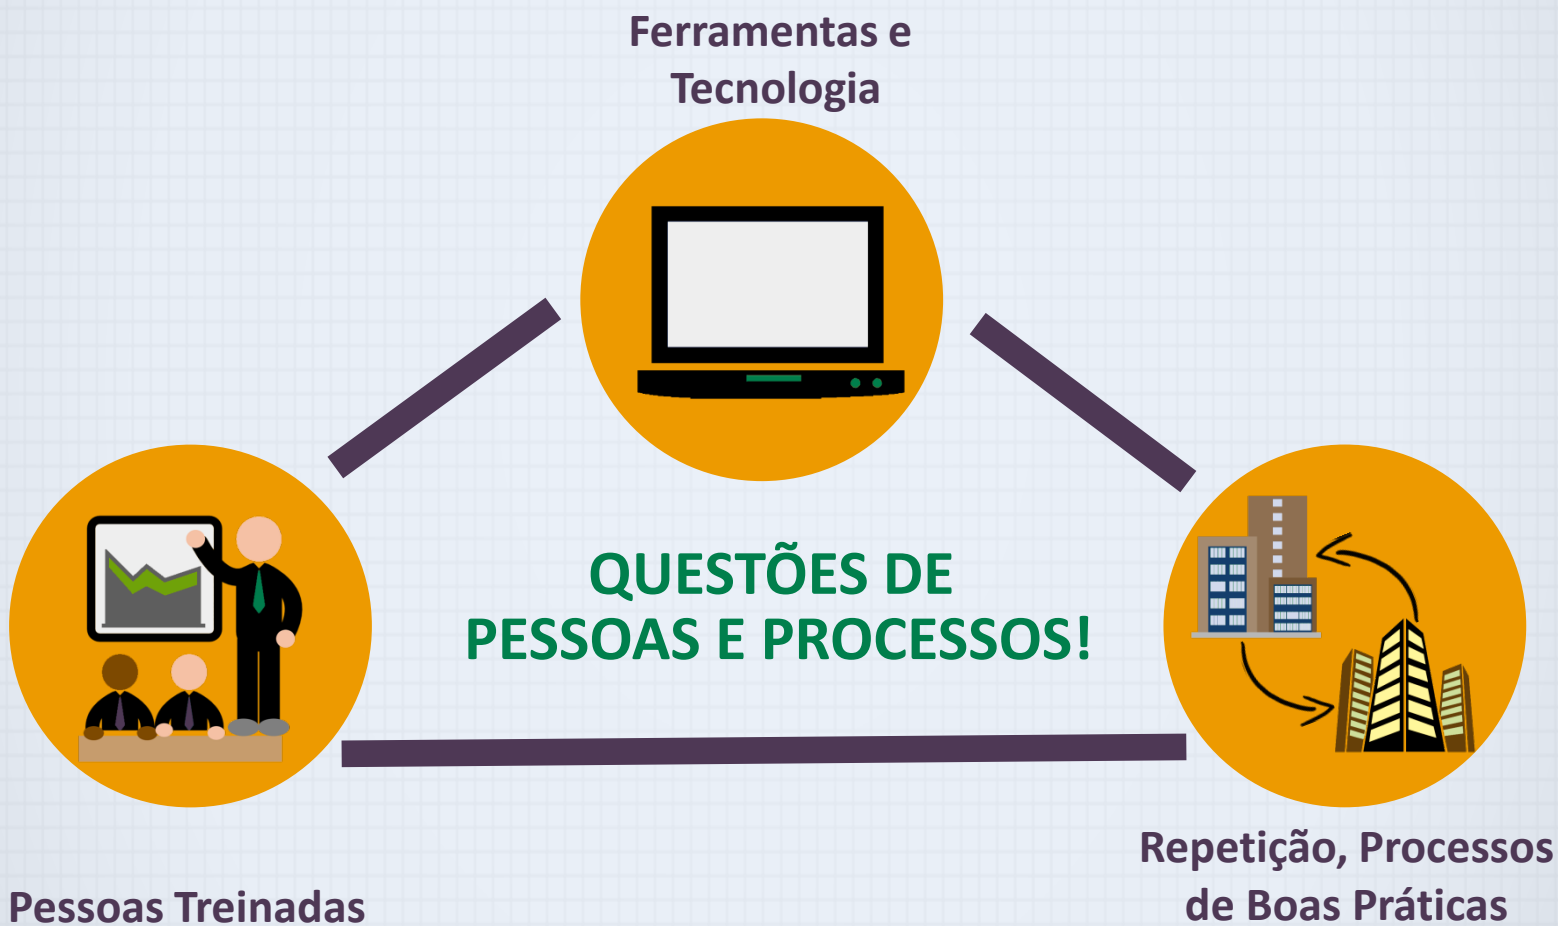 Ferramentas e
Tecnologia
QUESTÕES DE
PESSOAS E PROCESSOS!
Pessoas Treinadas
Repetição, Processos
de Boas Práticas